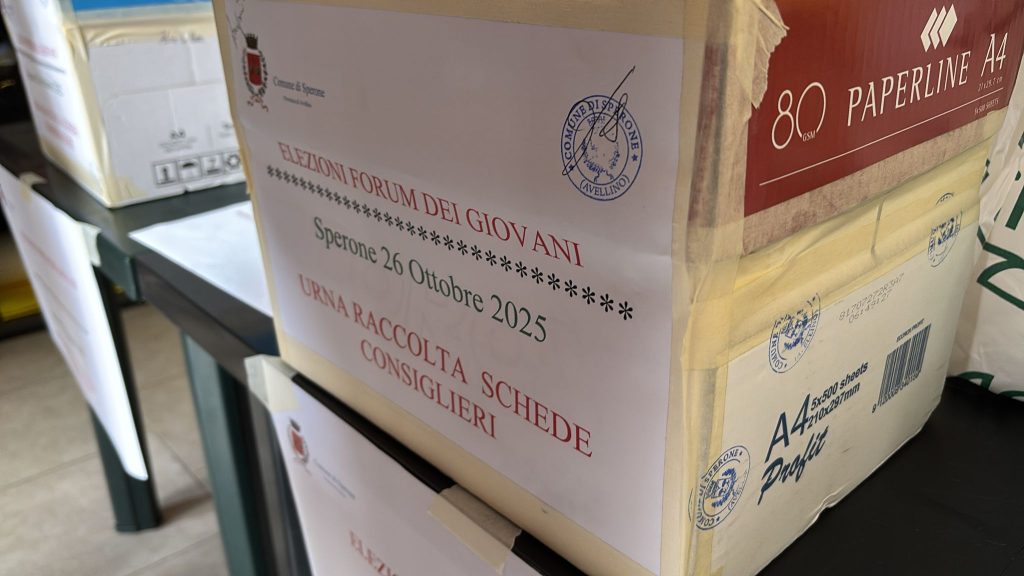 Comune di Sperone
COMUNE DI SPERONE
(AVELLINO)
ELEZIONI FORUM DEI GIOVANI
**********************************
Sperone 26 Ottobre 2025
URNA RACCOLTA SCHEDE
CONSIGLIERI
80
GSM
PAPERLINE A4
A4
5x500 sheets
210x297mm
Profit